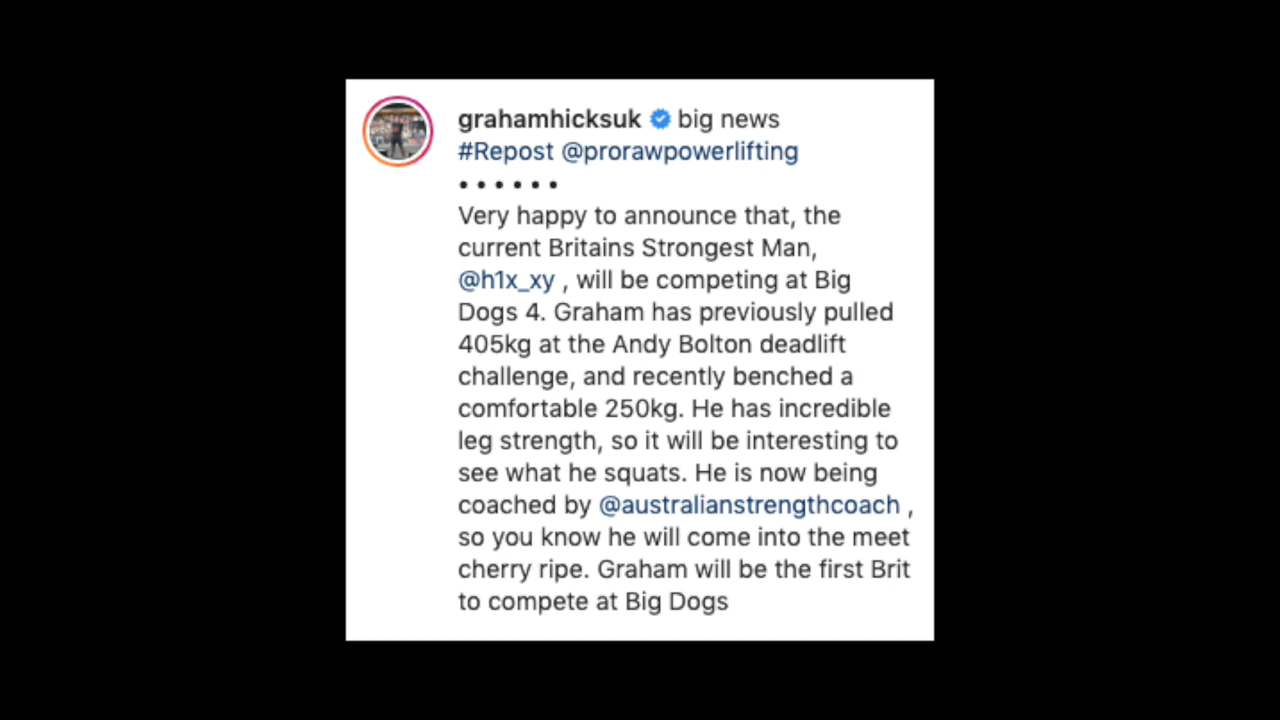 grahamhicksuk big news
#Repost @prorawpowerlifting
• • • • • •
Very happy to announce that, the
current Britains Strongest Man,
@h1x_xy , will be competing at Big
Dogs 4. Graham has previously pulled
405kg at the Andy Bolton deadlift
challenge, and recently benched a
comfortable 250kg. He has incredible
leg strength, so it will be interesting to
see what he squats. He is now being
coached by @australianstrengthcoach ,
so you know he will come into the meet
cherry ripe. Graham will be the first Brit
to compete at Big Dogs